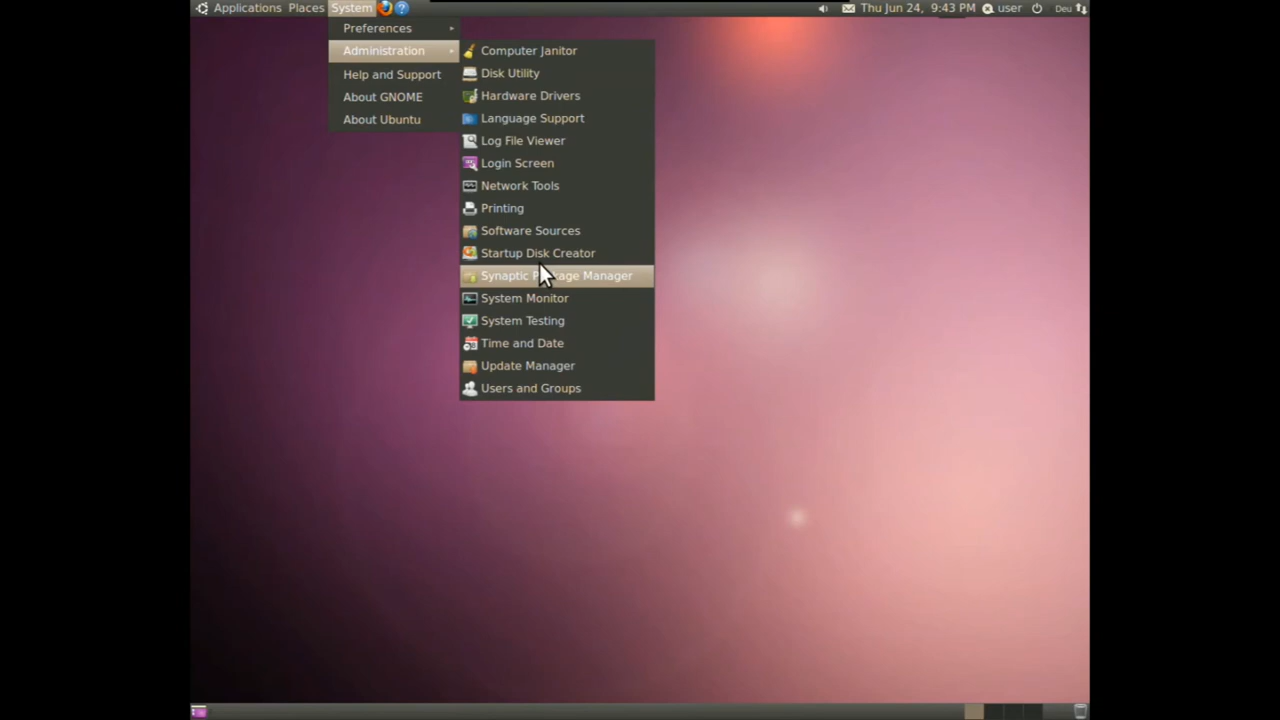 Applications Places System Thu Jun 24, 9:43 PM user Deu
Preferences
Administration
Help and Support
About GNOME
About Ubuntu
Computer Janitor
Disk Utility
Hardware Drivers
Language Support
Log File Viewer
Login Screen
Network Tools
Printing
Software Sources
Startup Disk Creator
Synaptic Package Manager
System Monitor
System Testing
Time and Date
Update Manager
Users and Groups